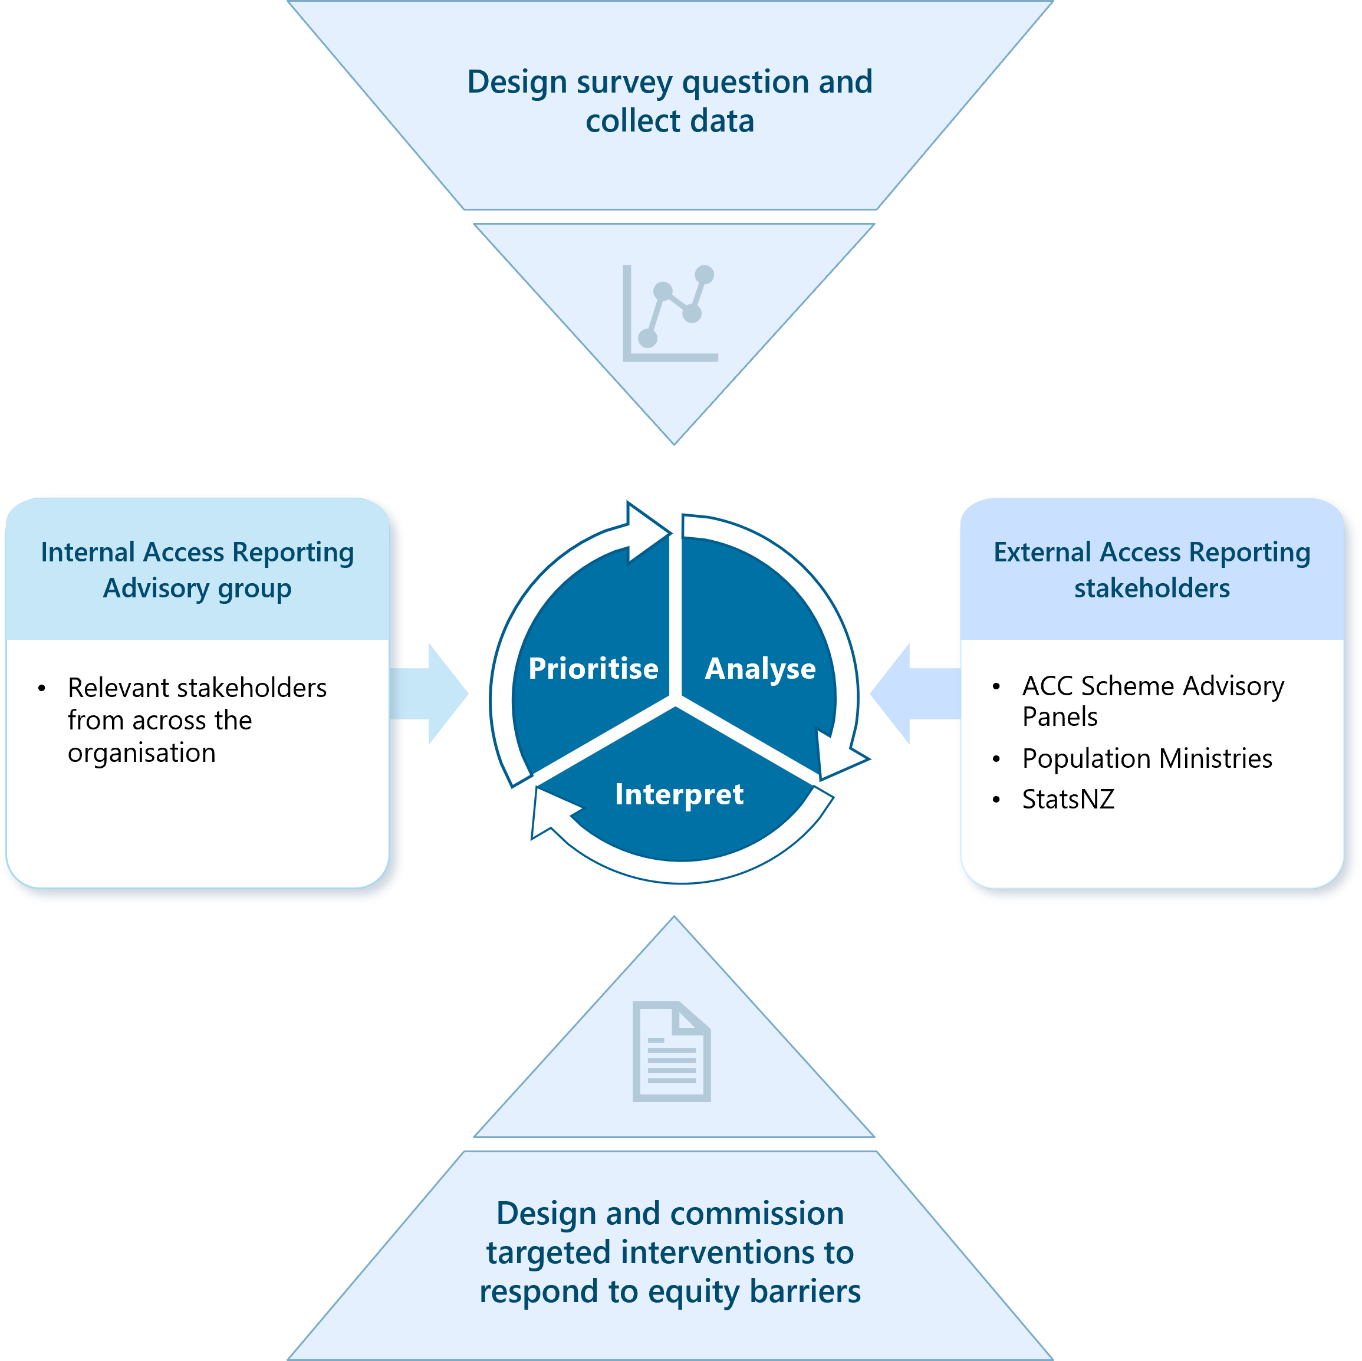 Design survey question and
collect data
Internal Access Reporting
Advisory group
• Relevant stakeholders
from across the
organisation
Prioritise
Analyse
Interpret
External Access Reporting
stakeholders
• ACC Scheme Advisory
Panels
• Population Ministries
• StatsNZ
Design and commission
targeted interventions to
respond to equity barriers